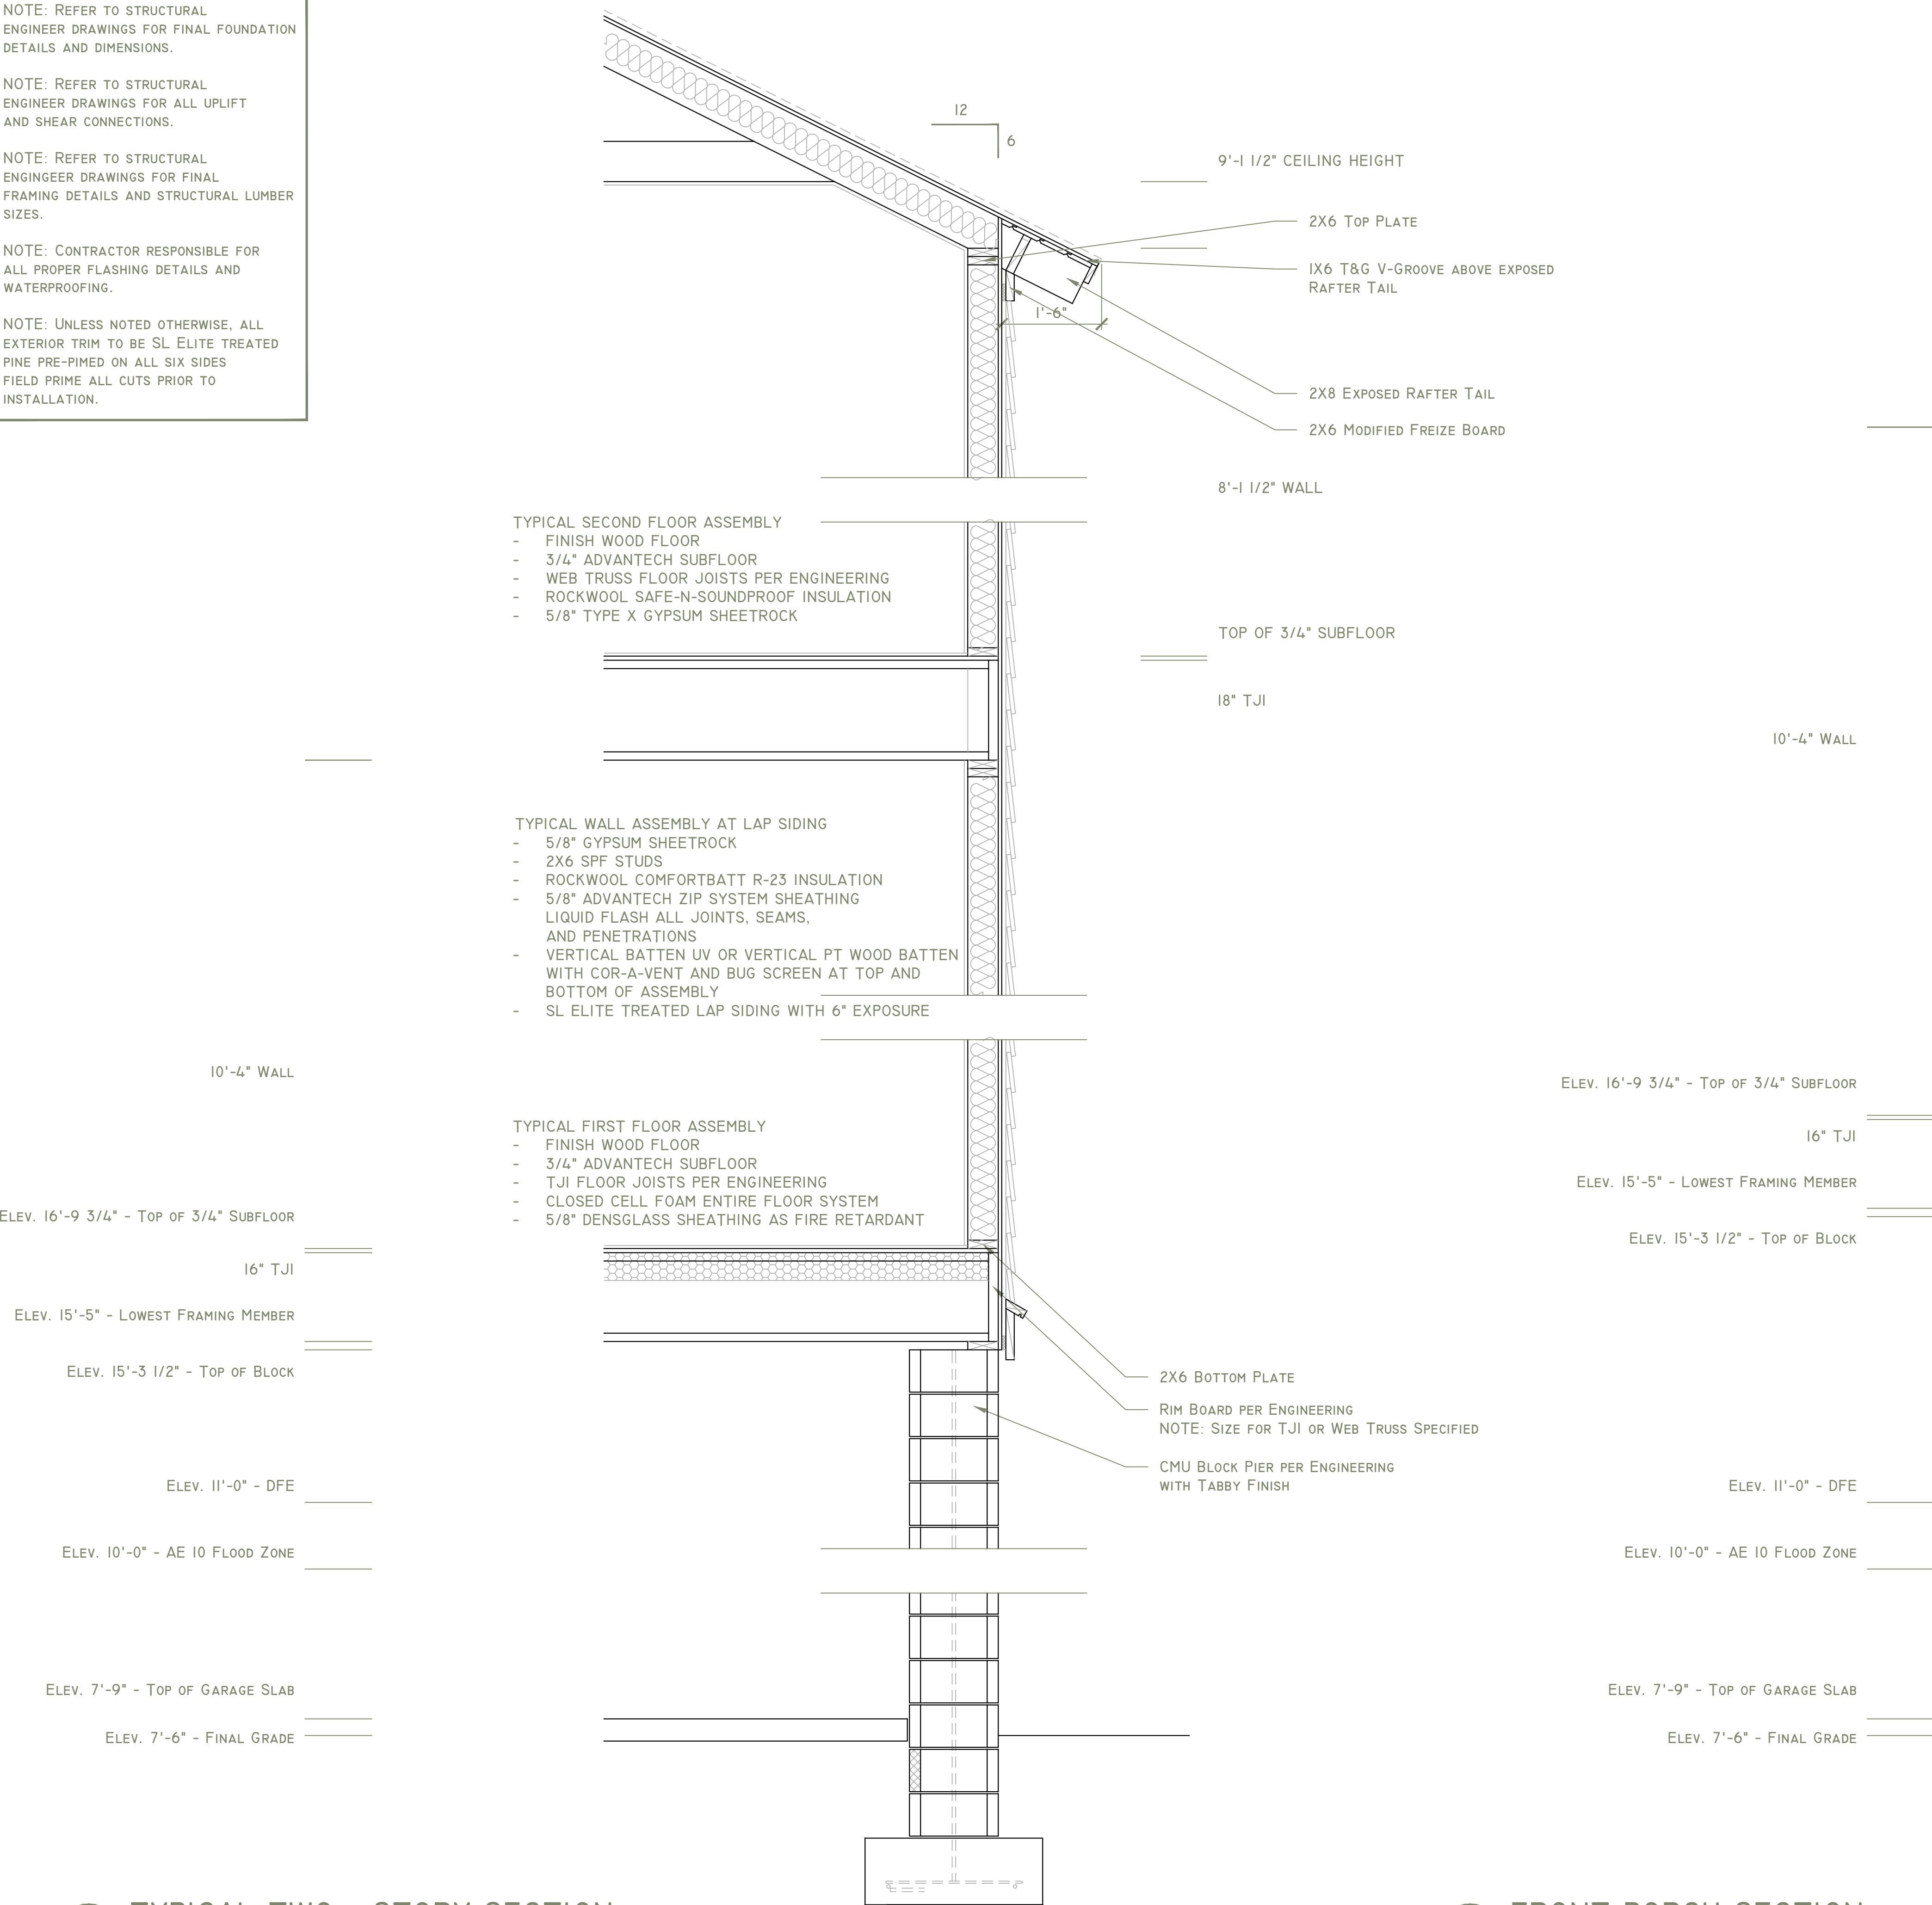 NOTE: Refer to structural
engineer drawings for final foundation
details and dimensions.
NOTE: Refer to structural
engineer drawings for all uplift
and shear connections.
NOTE: Refer to structural
engingeer drawings for final
framing details and structural lumber
sizes.
NOTE: Contractor responsible for
all proper flashing details and
waterproofing.
NOTE: Unless noted otherwise, all
exterior trim to be SL Elite treated
pine pre-pimed on all six sides
field prime all cuts prior to
installation.
12
6
9'-1 1/2" CEILING HEIGHT
2X6 Top Plate
1X6 T&G V-Groove above exposed
Rafter Tail
1'-6"
2X8 Exposed Rafter Tail
2X6 Modified Freize Board
8'-1 1/2" WALL
TYPICAL SECOND FLOOR ASSEMBLY
- FINISH WOOD FLOOR
- 3/4" ADVANTECH SUBFLOOR
- WEB TRUSS FLOOR JOISTS PER ENGINEERING
- ROCKWOOL SAFE-N-SOUNDPROOF INSULATION
- 5/8" TYPE X GYPSUM SHEETROCK
TOP OF 3/4" SUBFLOOR
18" TJI
10'-4" Wall
TYPICAL WALL ASSEMBLY AT LAP SIDING
- 5/8" GYPSUM SHEETROCK
- 2X6 SPF STUDS
- ROCKWOOL COMFORTBATT R-23 INSULATION
- 5/8" ADVANTECH ZIP SYSTEM SHEATHING
LIQUID FLASH ALL JOINTS, SEAMS,
AND PENETRATIONS
- VERTICAL BATTEN UV OR VERTICAL PT WOOD BATTEN
WITH COR-A-VENT AND BUG SCREEN AT TOP AND
BOTTOM OF ASSEMBLY
- SL ELITE TREATED LAP SIDING WITH 6" EXPOSURE
10'-4" Wall
TYPICAL FIRST FLOOR ASSEMBLY
- FINISH WOOD FLOOR
- 3/4" ADVANTECH SUBFLOOR
- TJI FLOOR JOISTS PER ENGINEERING
- CLOSED CELL FOAM ENTIRE FLOOR SYSTEM
- 5/8" DENSGLASS SHEATHING AS FIRE RETARDANT
Elev. 16'-9 3/4" - Top of 3/4" Subfloor
16" TJI
Elev. 15'-5" - Lowest Framing Member
Elev. 15'-3 1/2" - Top of Block
Elev. 11'-0" - DFE
Elev. 10'-0" - AE 10 Flood Zone
Elev. 7'-9" - Top of Garage Slab
Elev. 7'-6" - Final Grade
2X6 Bottom Plate
Rim Board per Engineering
NOTE: Size for TJI or Web Truss Specified
CMU Block Pier per Engineering
with Tabby Finish
Elev. 16'-9 3/4" - Top of 3/4" Subfloor
16" TJI
Elev. 15'-5" - Lowest Framing Member
Elev. 15'-3 1/2" - Top of Block
Elev. 11'-0" - DFE
Elev. 10'-0" - AE 10 Flood Zone
Elev. 7'-9" - Top of Garage Slab
Elev. 7'-6" - Final Grade
TYPICAL TWO - STORY SECTION
FRONT PORCH SECTION